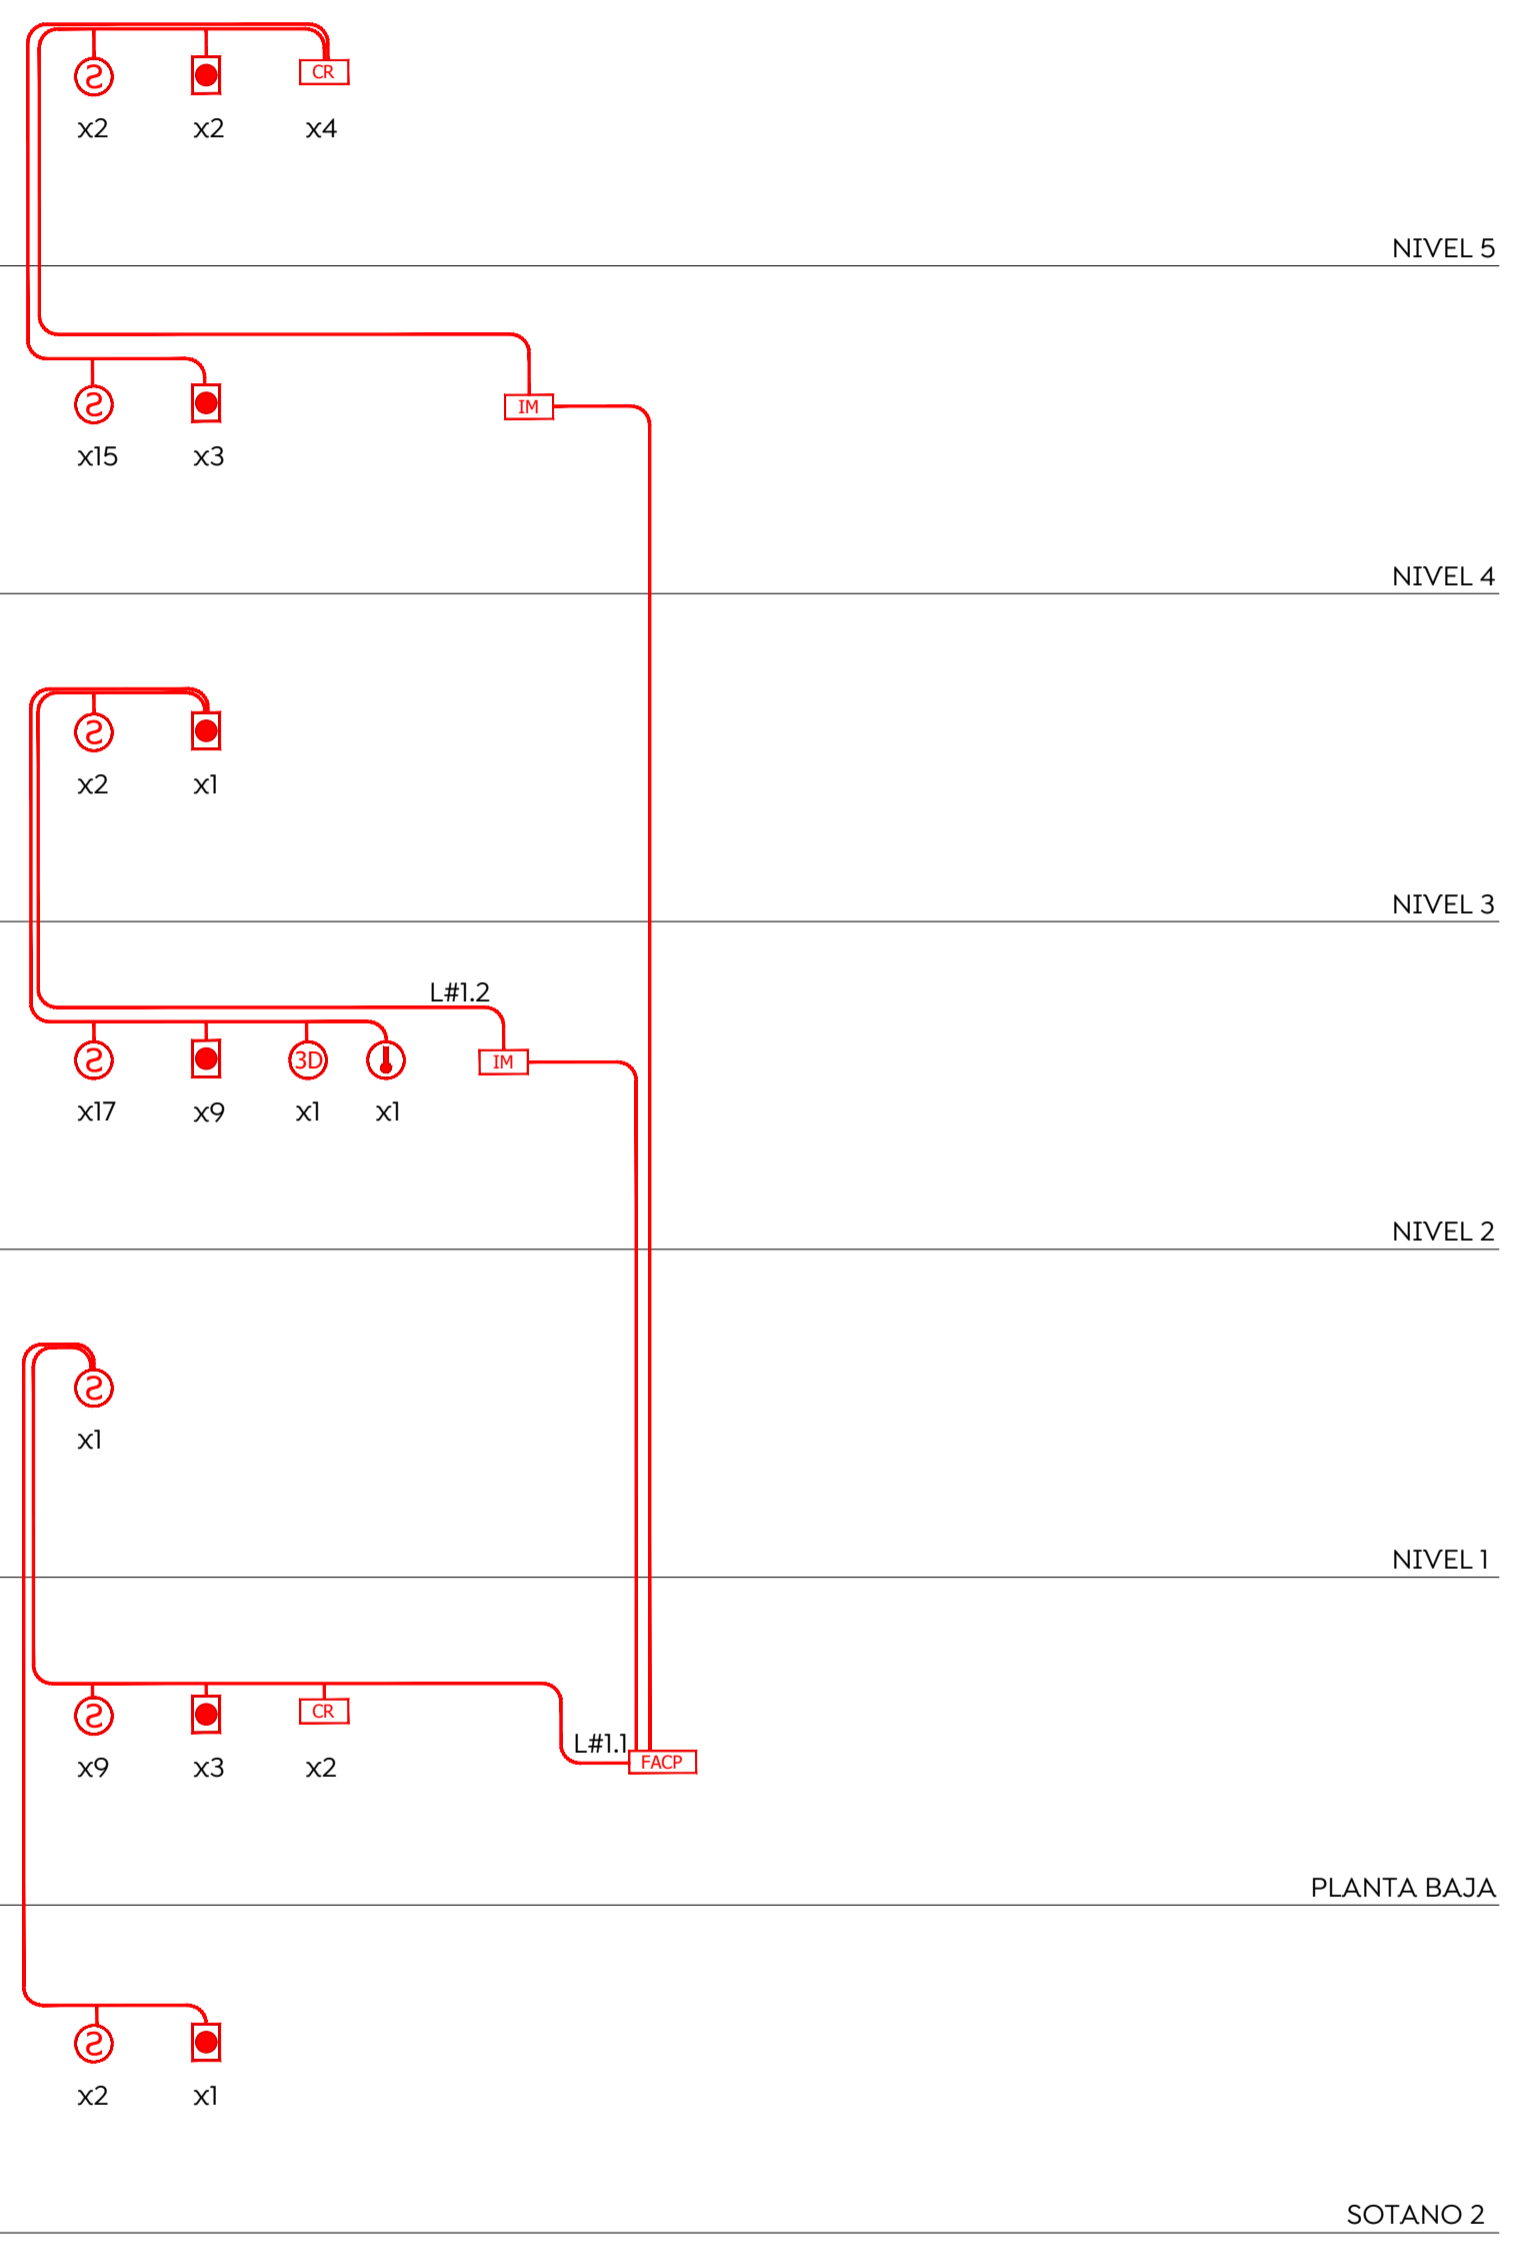 CR
x2 x2 x4
NIVEL 5
IM
x15 x3
NIVEL 4
x2 x1
NIVEL 3
L#1.2
3D IM
x17 x9 x1 x1
NIVEL 2
x1
NIVEL 1
CR
L#1.1
FACP
x9 x3 x2
PLANTA BAJA
x2 x1
SOTANO 2